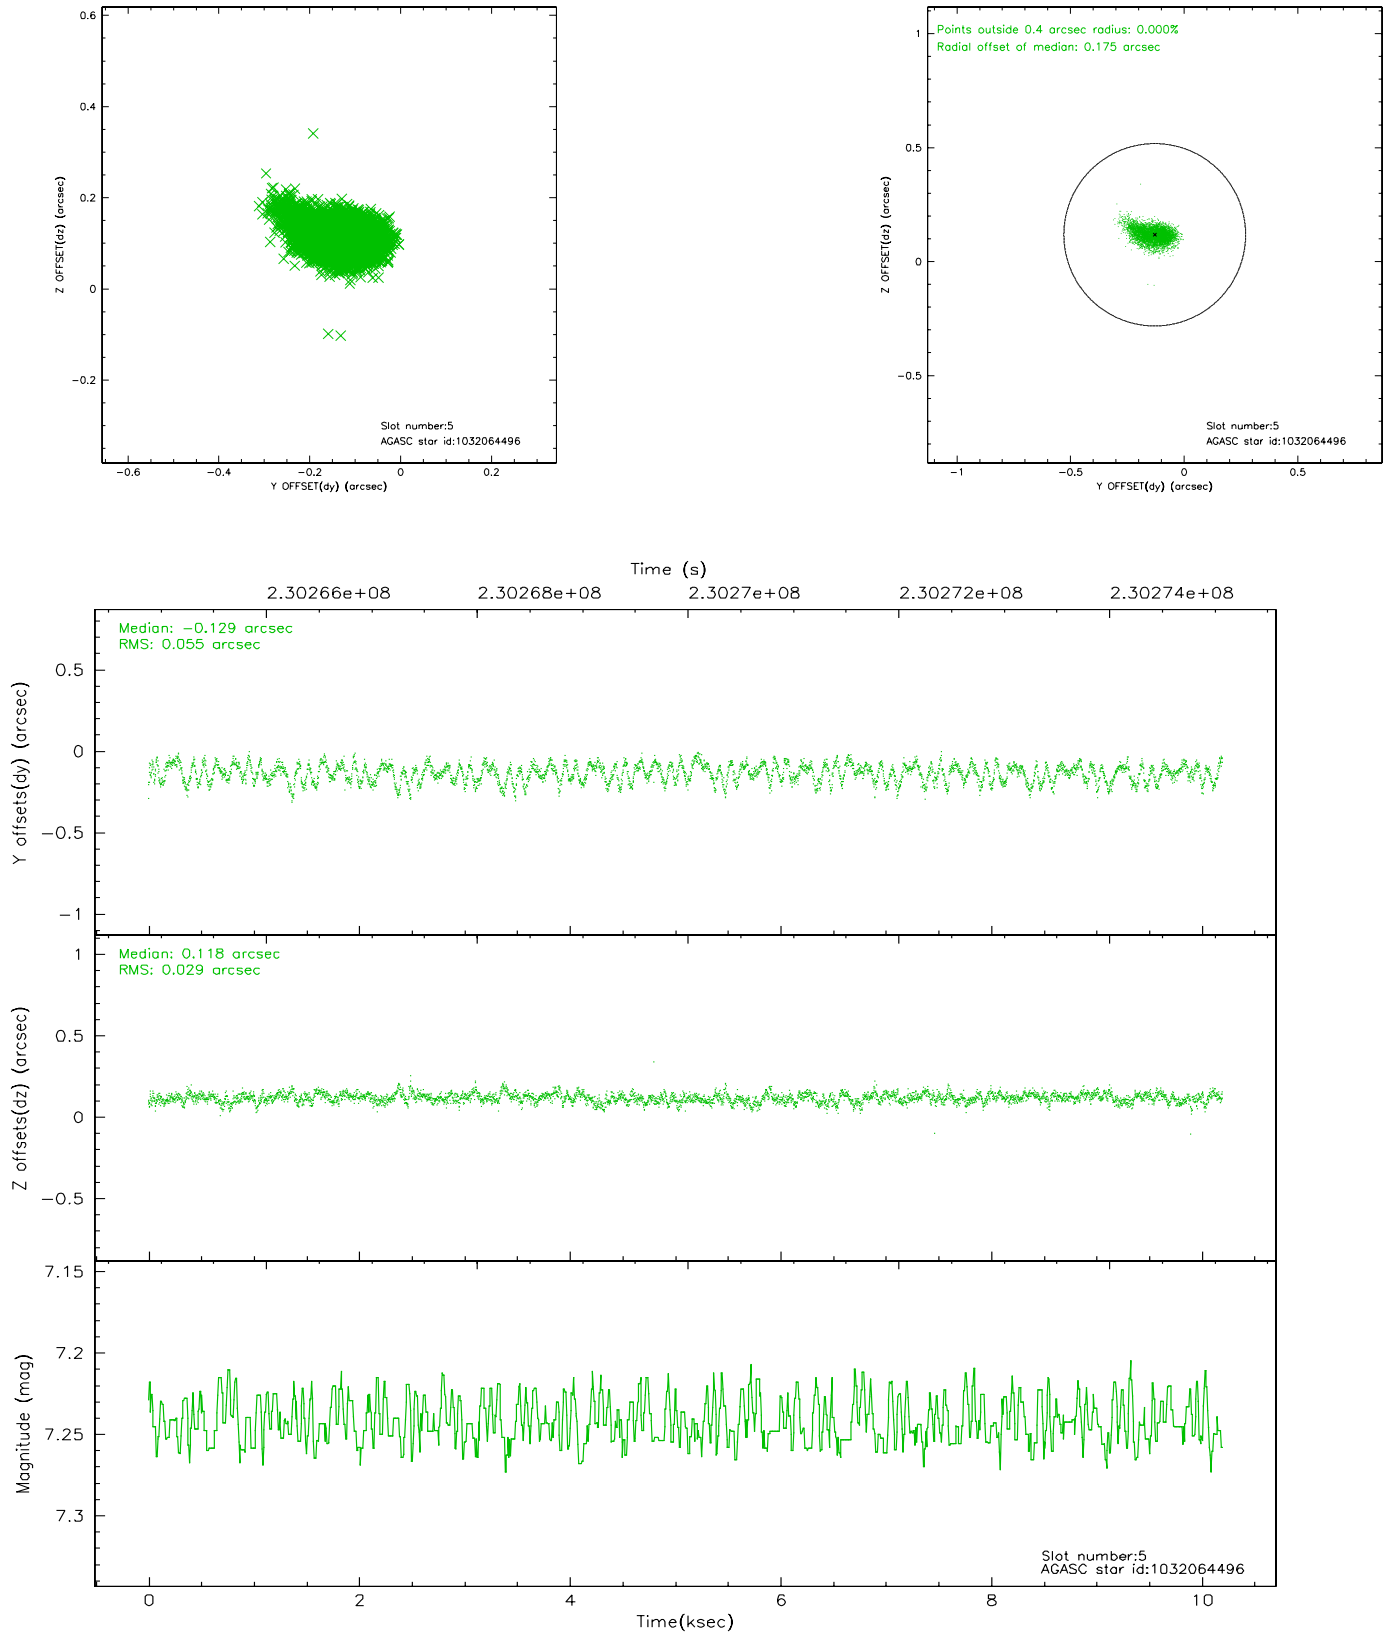 0.6
0.4
0.2
0
−0.2
Z OFFSET(dz) (arcsec)
Slot number:5
AGASC star id:1032064496
−0.6
−0.4
−0.2
0
0.2
Y OFFSET(dy) (arcsec)
Points outside 0.4 arcsec radius: 0.000%
Radial offset of median: 0.175 arcsec
1
0.5
0
−0.5
Z OFFSET(dz) (arcsec)
Slot number:5
AGASC star id:1032064496
−1
−0.5
0
0.5
Y OFFSET(dy) (arcsec)
Time (s)
2.30266e+08
2.30268e+08
2.3027e+08
2.30272e+08
2.30274e+08
Median: −0.129 arcsec
RMS: 0.055 arcsec
0.5
0
−0.5
−1
Y offsets(dy) (arcsec)
Median: 0.118 arcsec
RMS: 0.029 arcsec
1
0.5
0
−0.5
Z offsets(dz) (arcsec)
7.15
7.2
7.25
7.3
Magnitude (mag)
Slot number:5
AGASC star id:1032064496
0
2
4
6
8
10
Time(ksec)